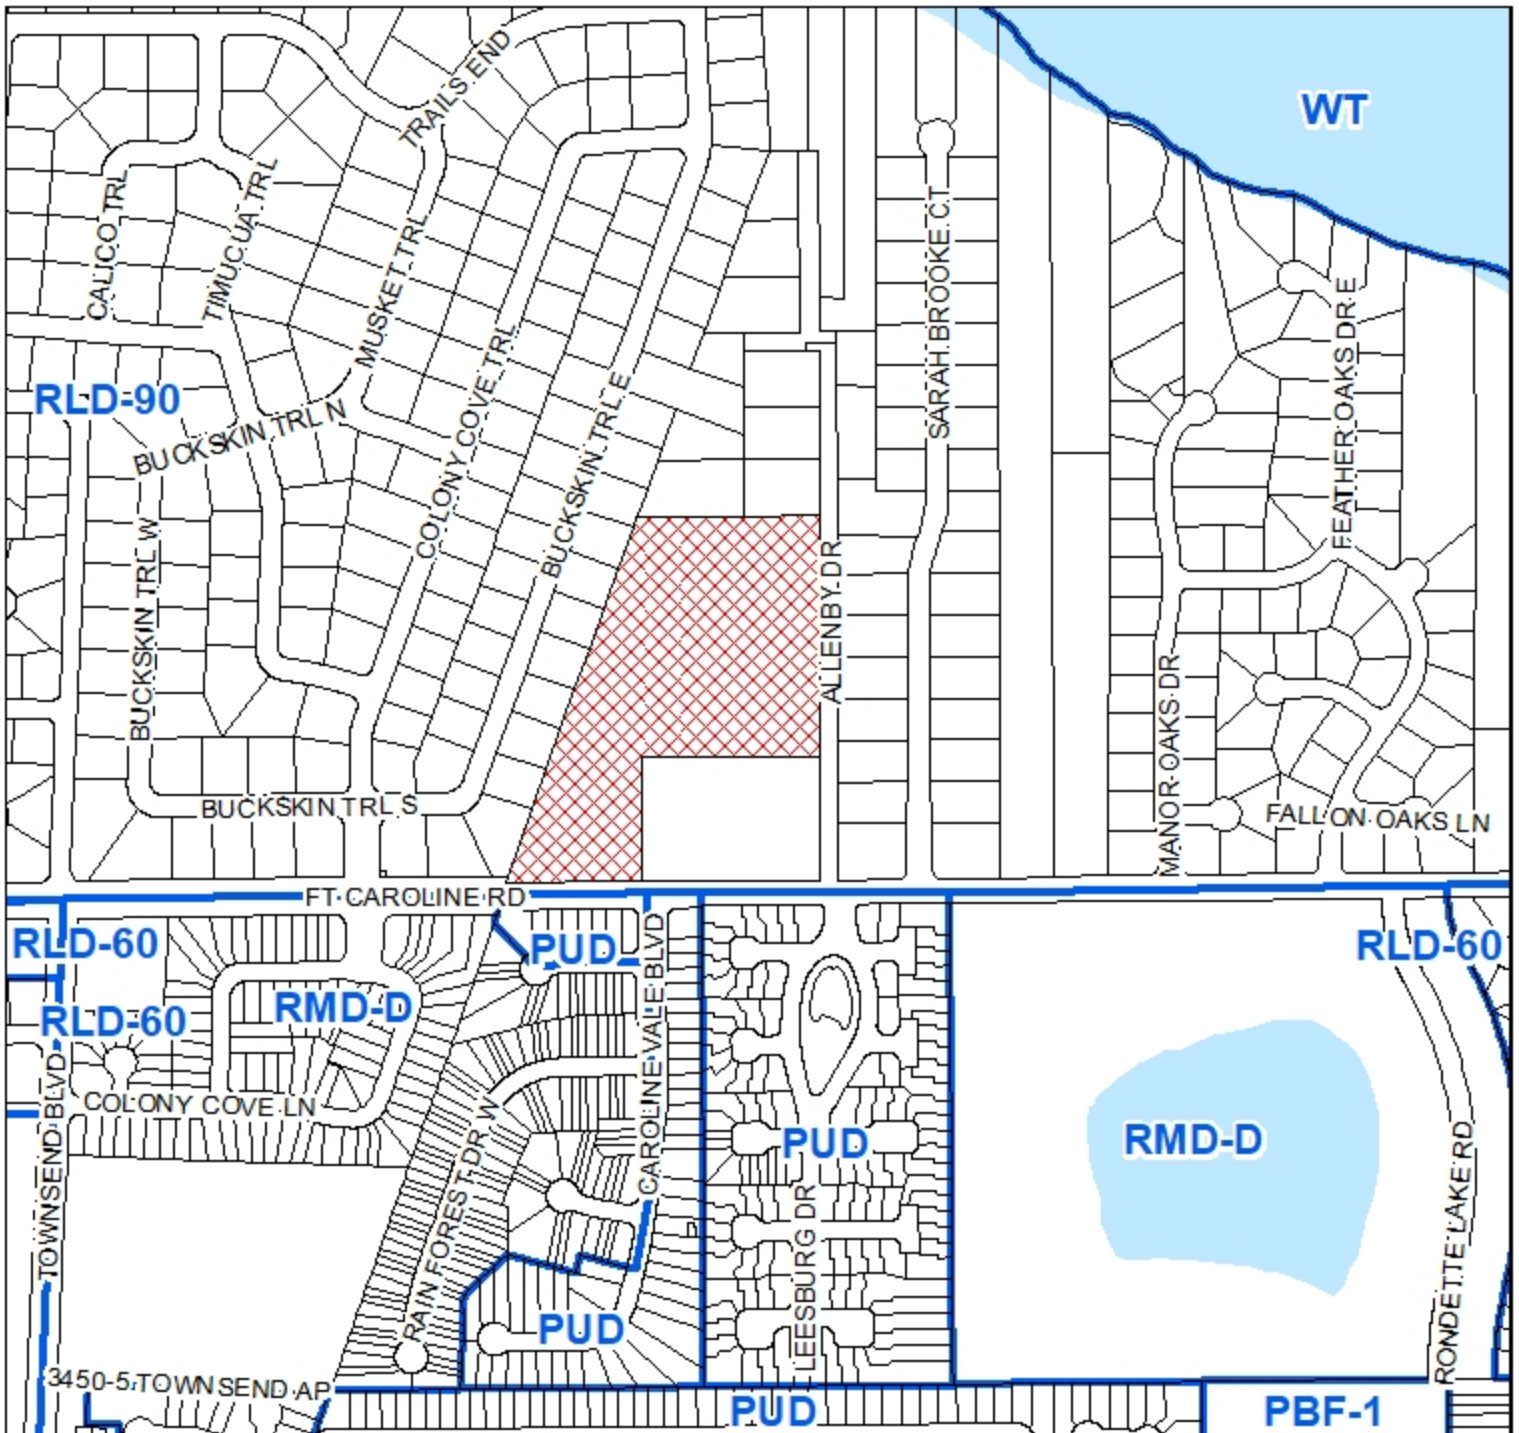 TRAILS END
WT
CALICO TRL
TIMUCUA TRL
MUSKET TRL
SARAH BROOKE CT
COLONY COVE TRL
BUCKSKIN TRL E
FEATHER OAKS DR E
RLD-90
BUCKSKIN TRL N
BUCKSKIN TRL W
ALLENBY DR
MANOR OAKS DR
BUCKSKIN TRL S
FALLON OAKS LN
FT CAROLINE RD
RLD-60
PUD
RLD-60
RMD-D
RLD-60
CAROLINE VALE BLVD
COLONY COVE LN
TOWNSEND BLVD
RAIN FOREST DR W
PUD
RMD-D
LEESBURG DR
RONDETTE LAKE RD
PUD
3450-5 TOWNSEND AP
PUD
PBF-1